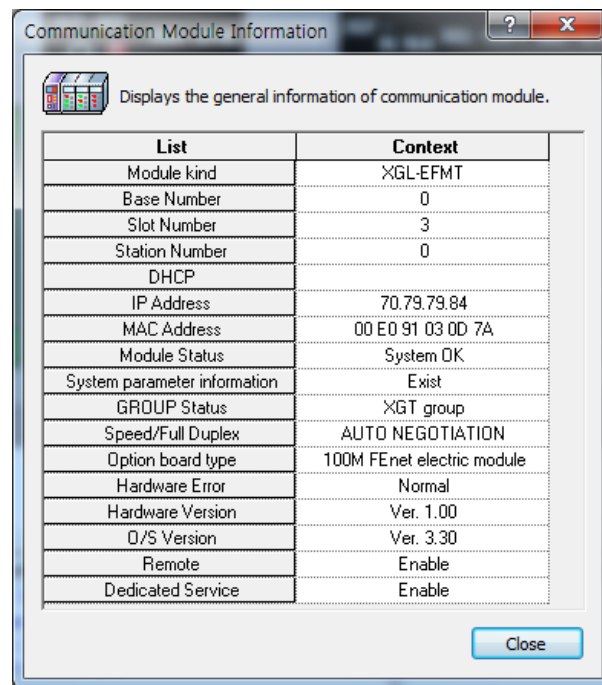 Communication Module Information
Displays the general information of communication module.
List Context
Module kind XGL-EFMT
Base Number 0
Slot Number 3
Station Number 0
DHCP
IP Address 70.79.79.84
MAC Address 00 E0 91 03 0D 7A
Module Status System OK
System parameter information Exist
GROUP Status XGT group
Speed/Full Duplex AUTO NEGOTIATION
Option board type 100M FEnet electric module
Hardware Error Normal
Hardware Version Ver. 1.00
O/S Version Ver. 3.30
Remote Enable
Dedicated Service Enable
Close